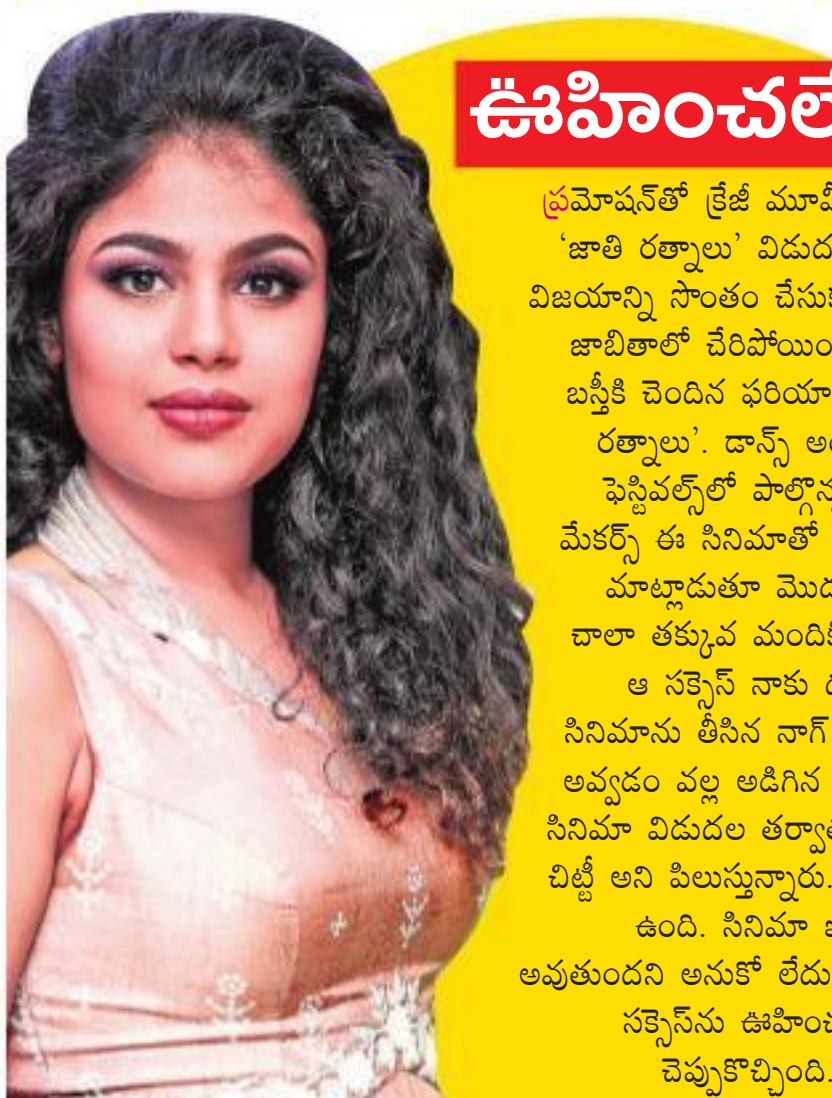 ఊహించలే
ప్రమోషన్‌తో క్రేజీ మూవీ
‘జాతి రత్నాలు’ విడుద
విజయాన్ని సొంతం చేసుక
జాబితాలో చేరిపోయిం
బస్తీకి చెందిన ఫరియా
రత్నాలు’. డాన్స్ అ
ఫెస్టివల్స్‌లో పాల్గొన
మేకర్స్ ఈ సినిమాతో
మాట్లాడుతూ మొద
చాలా తక్కువ మందికి
ఆ సక్సెస్ నాకు
సినిమాను తీసిన నాగ్
అవ్వడం వల్ల అడిగిన
సినిమా విడుదల తర్వాత
చిట్టీ అని పిలుస్తున్నారు.
ఉంది. సినిమా
అవుతుందని అనుకో లేదు
సక్సెస్‌ను ఊహించ
చెప్పుకొచ్చింది.